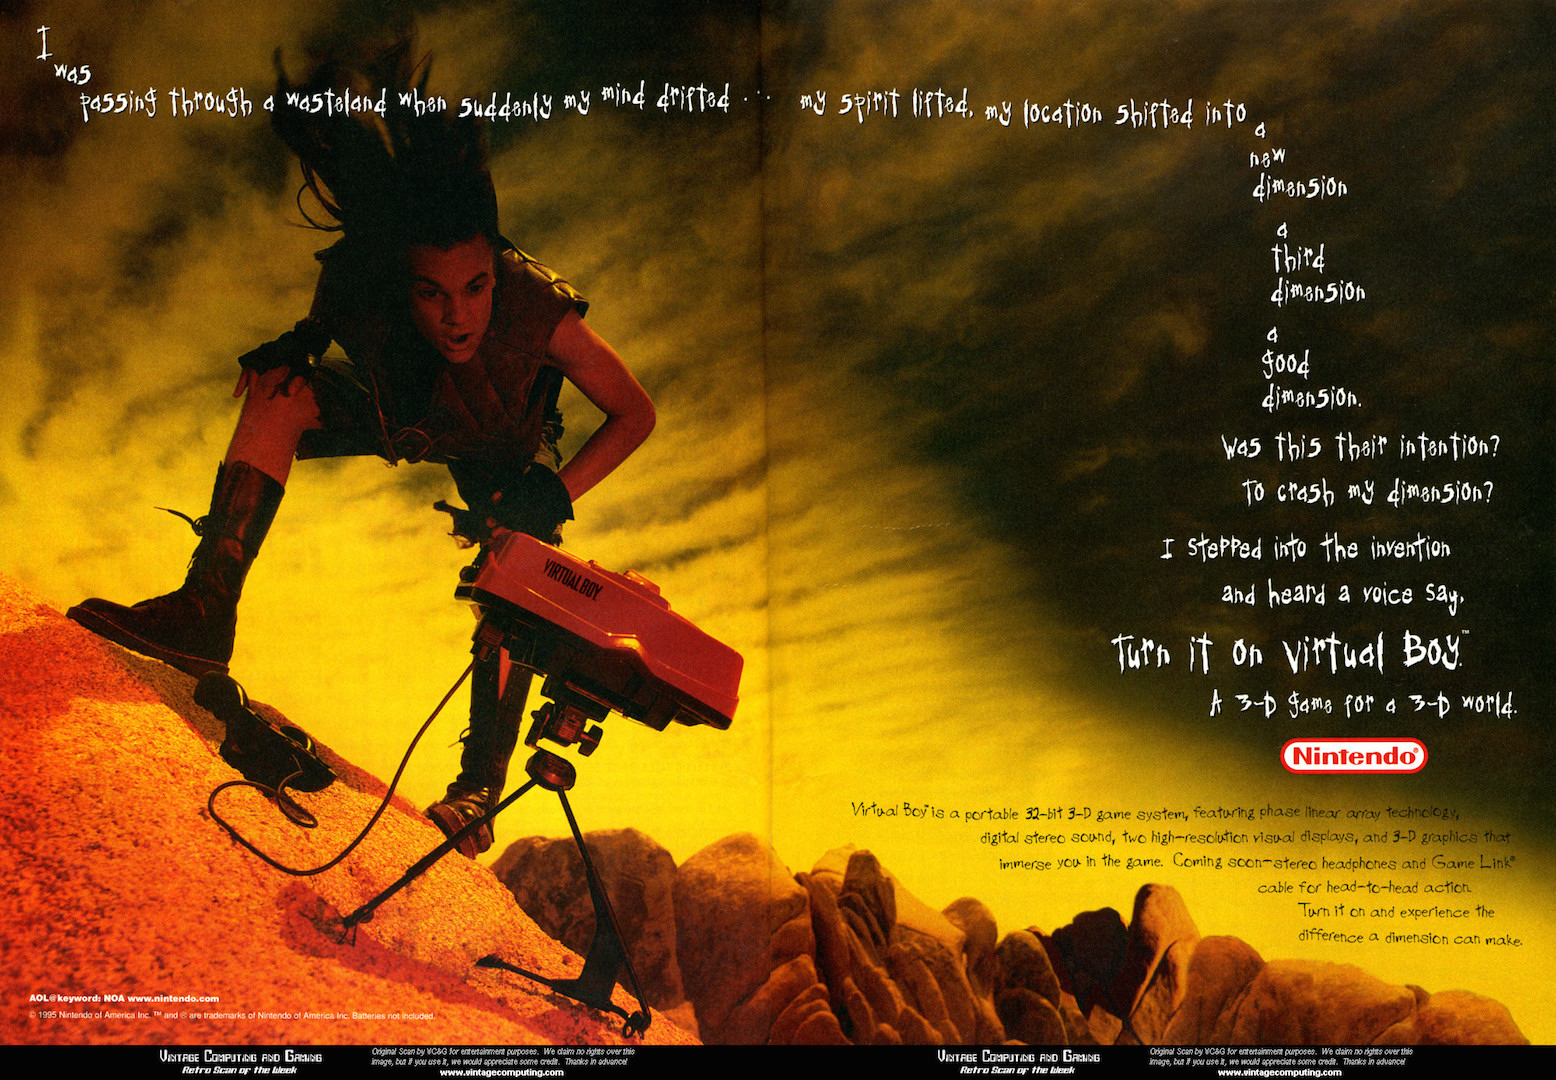 I
was
passing through a wasteland when suddenly my mind drifted ... my spirit lifted, my location shifted into
a
new
dimension
a
third
dimension
a
good
dimension.
Was this their intention?
To crash my dimension?
I stepped into the invention
and heard a voice say,
Turn it on Virtual Boy.™
A 3-D game for a 3-D world.
Nintendo®
Virtual Boy™ is a portable 32-bit 3-D game system, featuring phase linear array technology,
digital stereo sound, two high-resolution visual displays, and 3-D graphics that
immerse you in the game. Coming soon-stereo headphones and Game Link®
cable for head-to-head action.
Turn it on and experience the
difference a dimension can make.
VIRTUAL BOY
AOL@keyword: NOA www.nintendo.com
© 1995 Nintendo of America Inc. ™ and ® are trademarks of Nintendo of America Inc. Batteries not included.
Vintage Computing and Gaming
Retro Scan of the Week
Original Scan by VC&G for entertainment purposes. We claim no rights over this
image, but if you use it, we would appreciate some credit. Thanks in advance!
www.vintagecomputing.com
Vintage Computing and Gaming
Retro Scan of the Week
Original Scan by VC&G for entertainment purposes. We claim no rights over this
image, but if you use it, we would appreciate some credit. Thanks in advance!
www.vintagecomputing.com